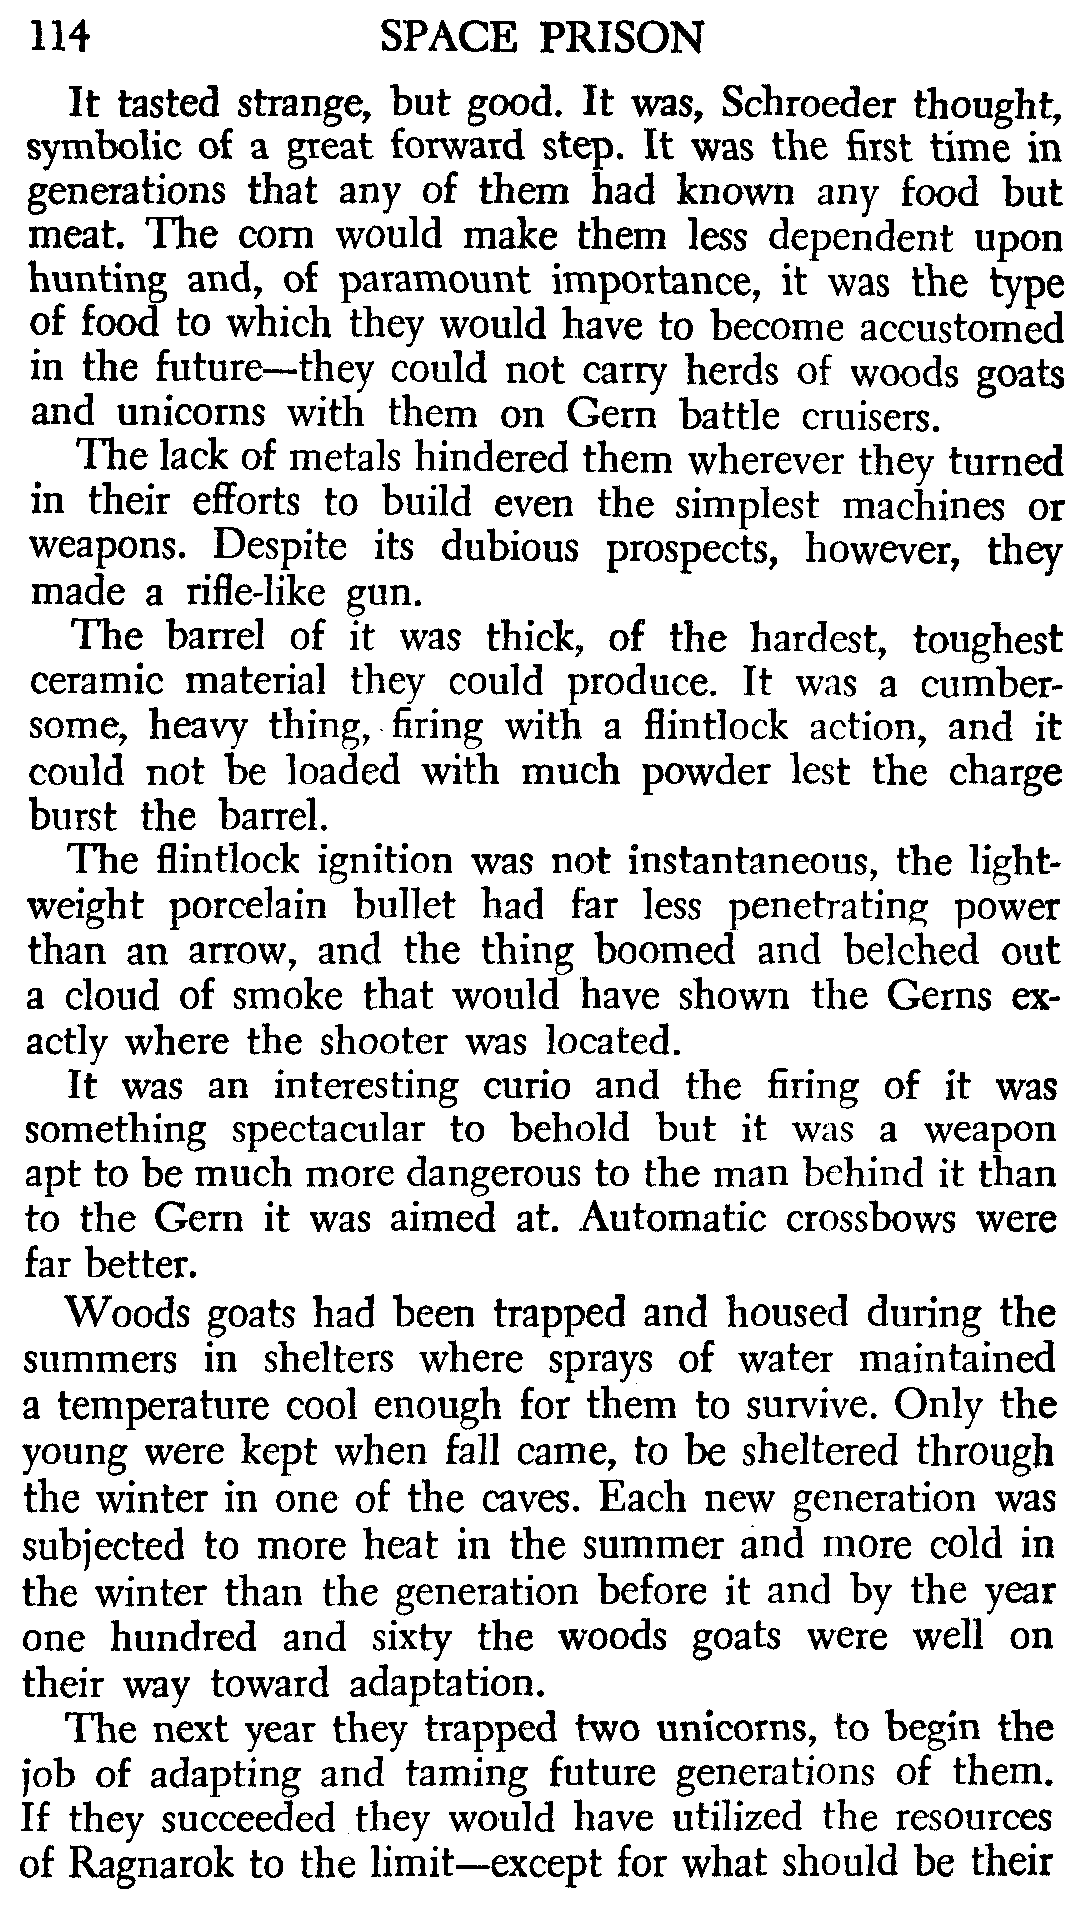 114 SPACE PRISON
It tasted strange, but good. It was, Schroeder thought,
symbolic of a great forward step. It was the first time in
generations that any of them had known any food but
meat. The corn would make them less dependent upon
hunting and, of paramount importance, it was the type
of food to which they would have to become accustomed
in the future—they could not carry herds of woods goats
and unicorns with them on Gern battle cruisers.
The lack of metals hindered them wherever they turned
in their efforts to build even the simplest machines or
weapons. Despite its dubious prospects, however, they
made a rifle-like gun.
The barrel of it was thick, of the hardest, toughest
ceramic material they could produce. It was a cumber-
some, heavy thing, firing with a flintlock action, and it
could not be loaded with much powder lest the charge
burst the barrel.
The flintlock ignition was not instantaneous, the light-
weight porcelain bullet had far less penetrating power
than an arrow, and the thing boomed and belched out
a cloud of smoke that would have shown the Gerns ex-
actly where the shooter was located.
It was an interesting curio and the firing of it was
something spectacular to behold but it was a weapon
apt to be much more dangerous to the man behind it than
to the Gern it was aimed at. Automatic crossbows were
far better.
Woods goats had been trapped and housed during the
summers in shelters where sprays of water maintained
a temperature cool enough for them to survive. Only the
young were kept when fall came, to be sheltered through
the winter in one of the caves. Each new generation was
subjected to more heat in the summer and more cold in
the winter than the generation before it and by the year
one hundred and sixty the woods goats were well on
their way toward adaptation.
The next year they trapped two unicorns, to begin the
job of adapting and taming future generations of them.
If they succeeded they would have utilized the resources
of Ragnarok to the limit—except for what should be their